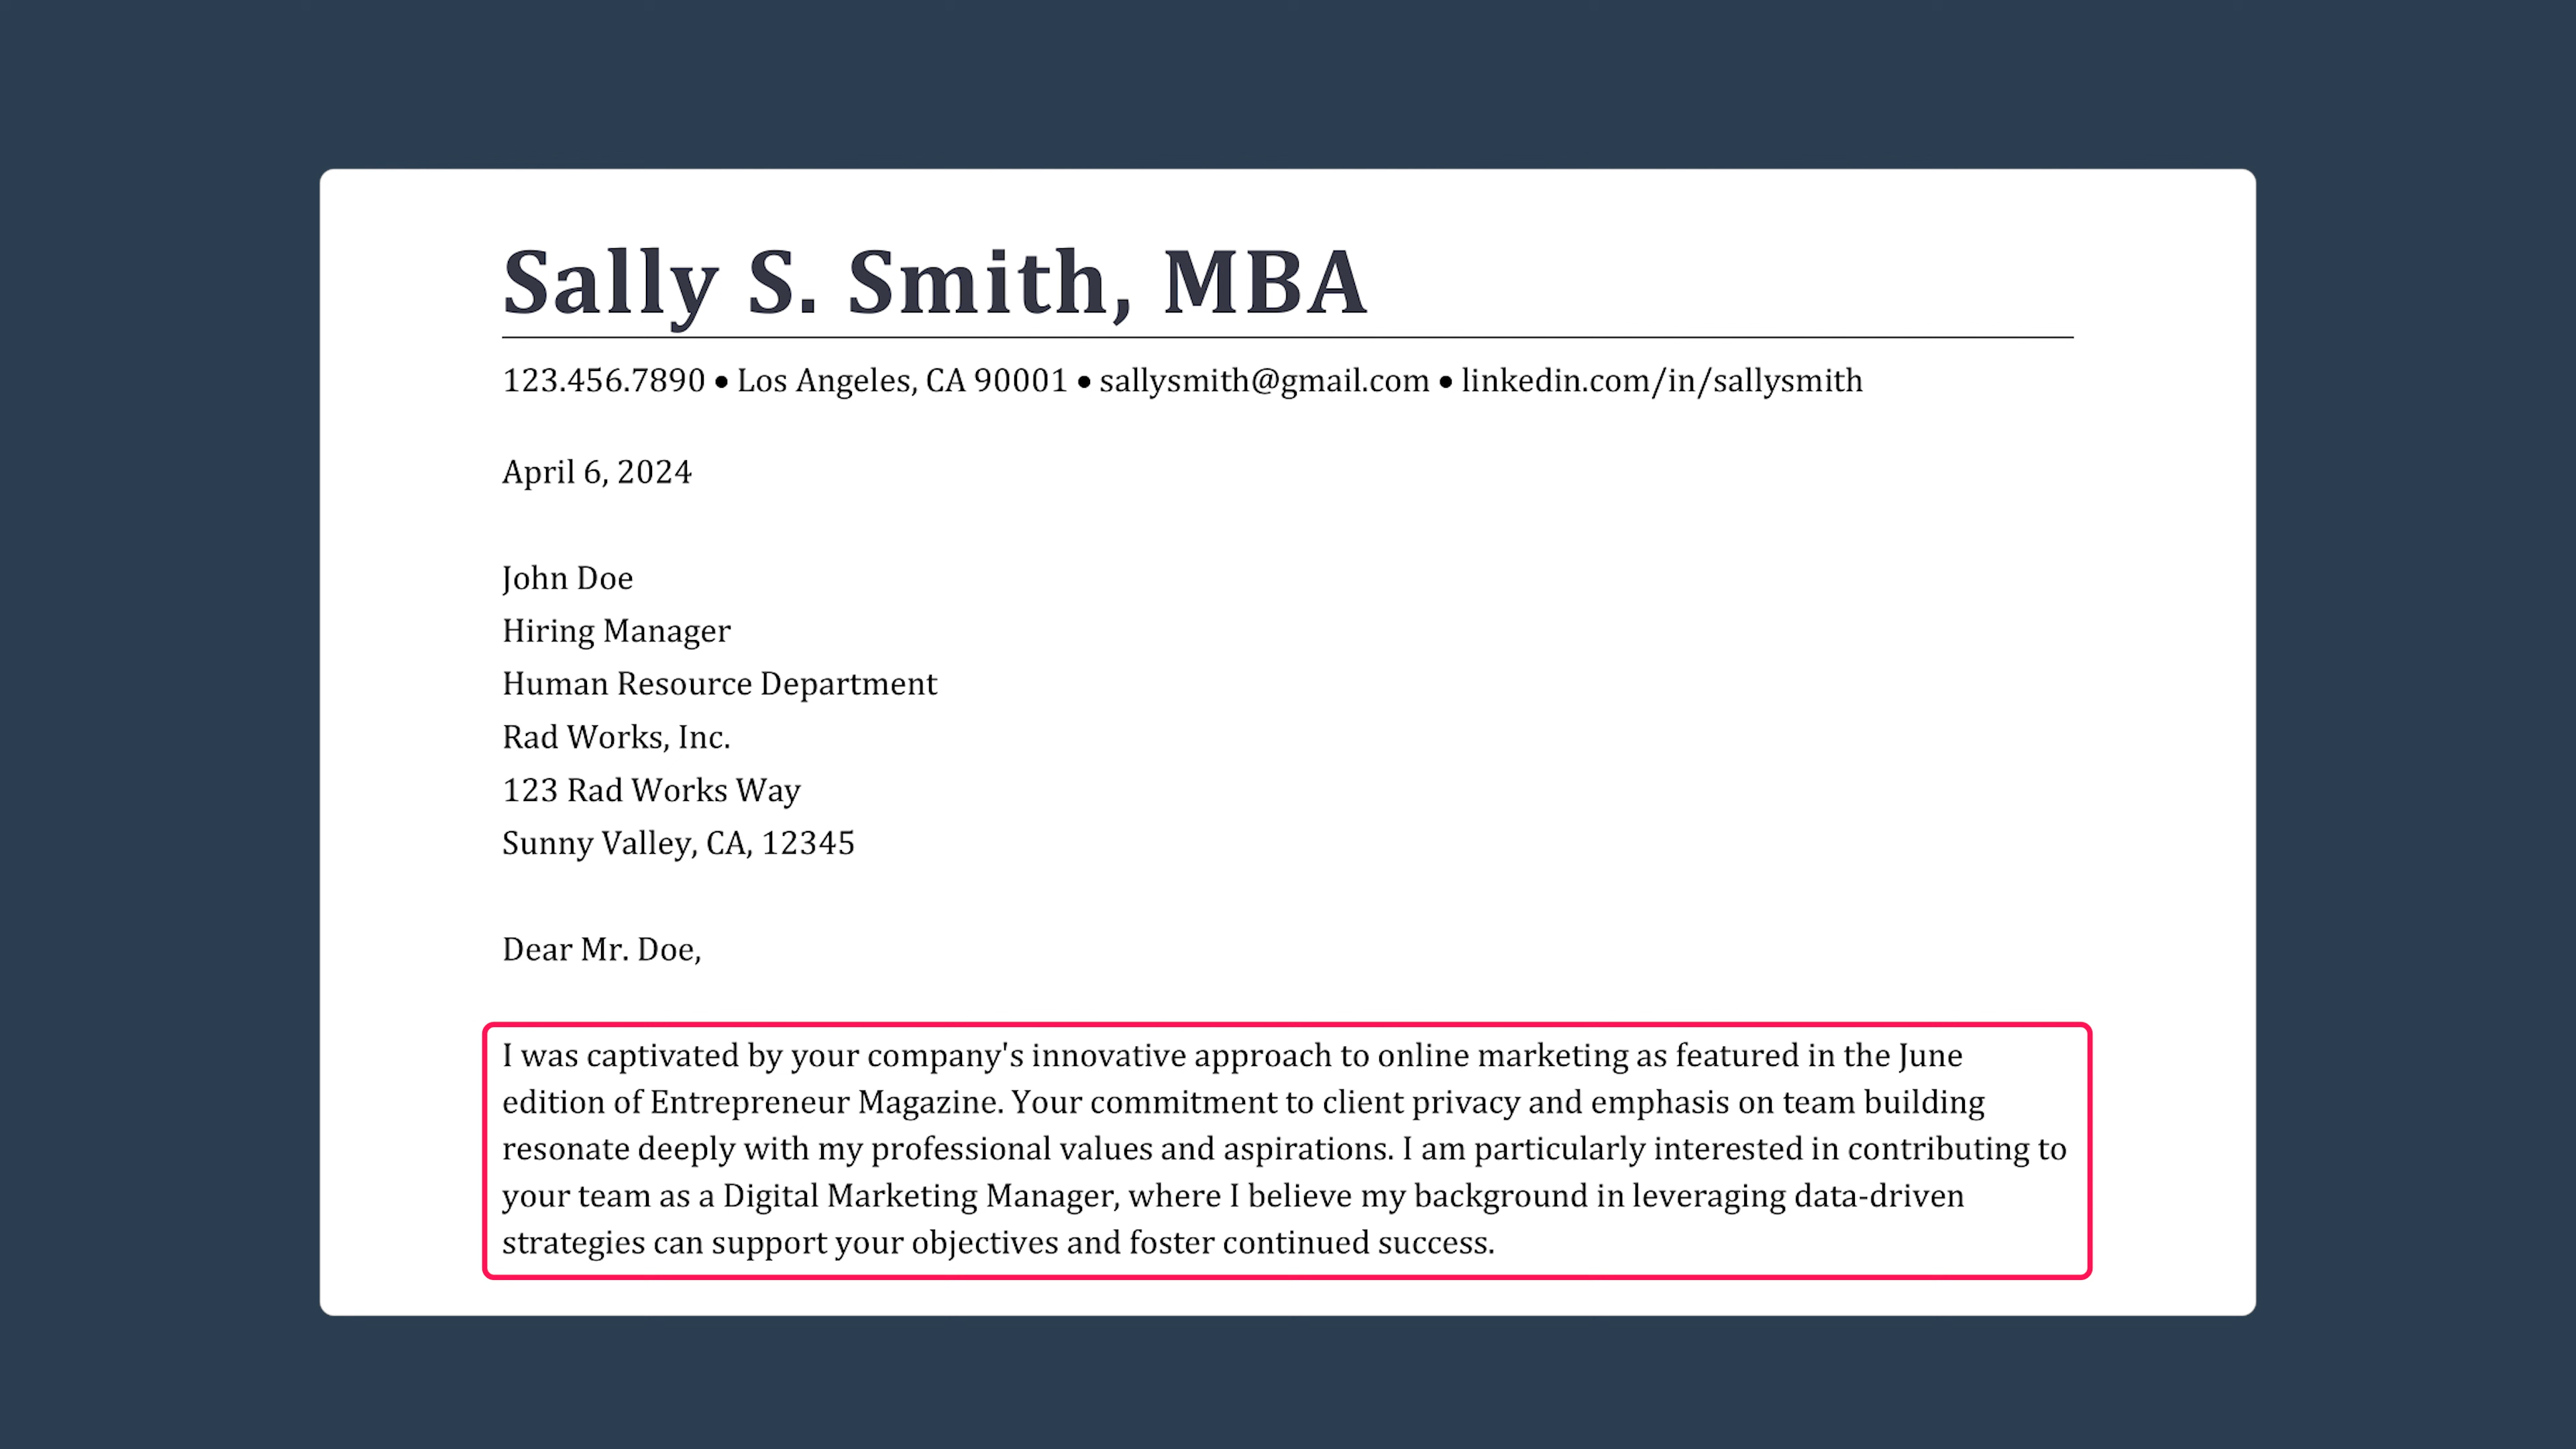 Sally S. Smith, MBA
123.456.7890 • Los Angeles, CA 90001 • sallysmith@gmail.com • linkedin.com/in/sallysmith
April 6, 2024
John Doe
Hiring Manager
Human Resource Department
Rad Works, Inc.
123 Rad Works Way
Sunny Valley, CA, 12345
Dear Mr. Doe,
I was captivated by your company's innovative approach to online marketing as featured in the June
edition of Entrepreneur Magazine. Your commitment to client privacy and emphasis on team building
resonate deeply with my professional values and aspirations. I am particularly interested in contributing to
your team as a Digital Marketing Manager, where I believe my background in leveraging data-driven
strategies can support your objectives and foster continued success.